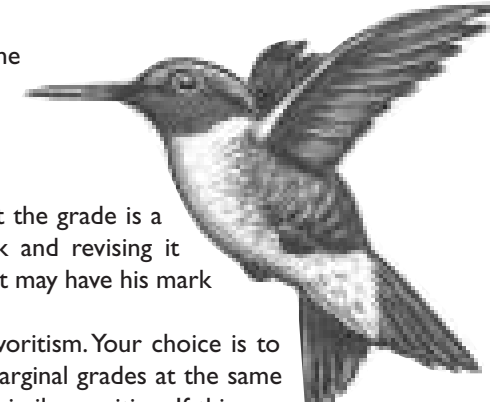 t the grade is a
k and revising it
t may have his mark
voritism. Your choice is to
arginal grades at the same